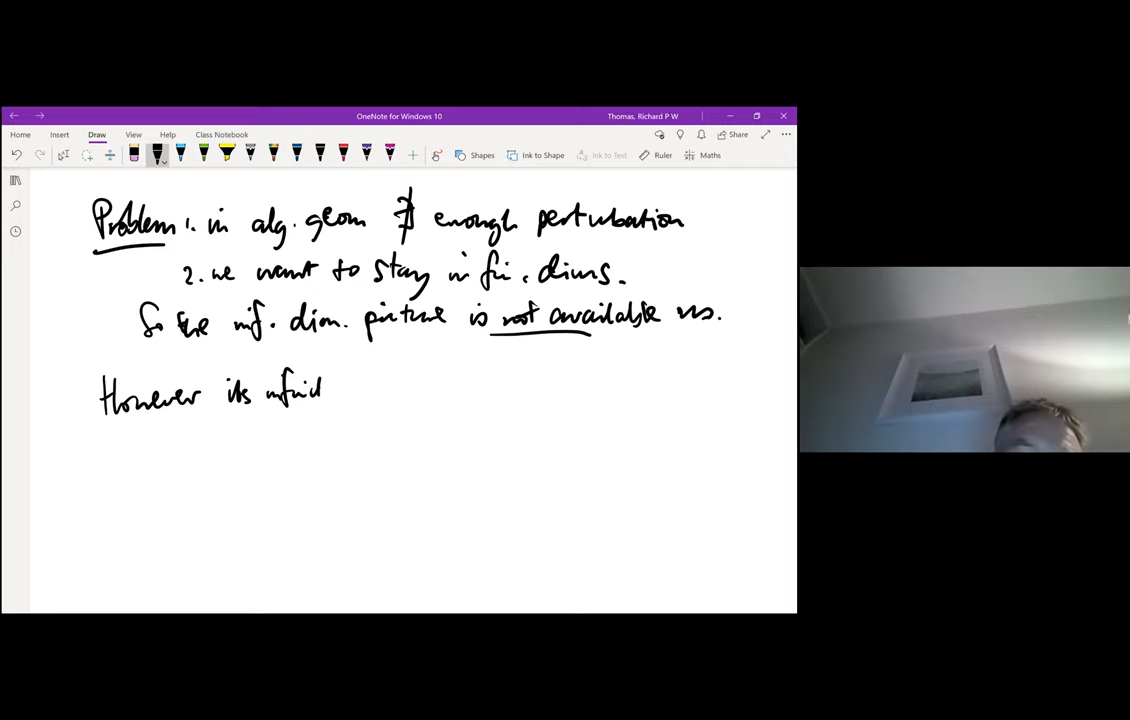 OneNote for Windows 10
Thomas, Richard P W
Home Insert Draw View Help Class Notebook
Share
Shapes Ink to Shape Ink to Text Ruler Maths
Problem 1. in alg. geom ∄ enough perturbation
2. we want to stay in fin. dims.
So the inf. dim. picture is not available us.
However its